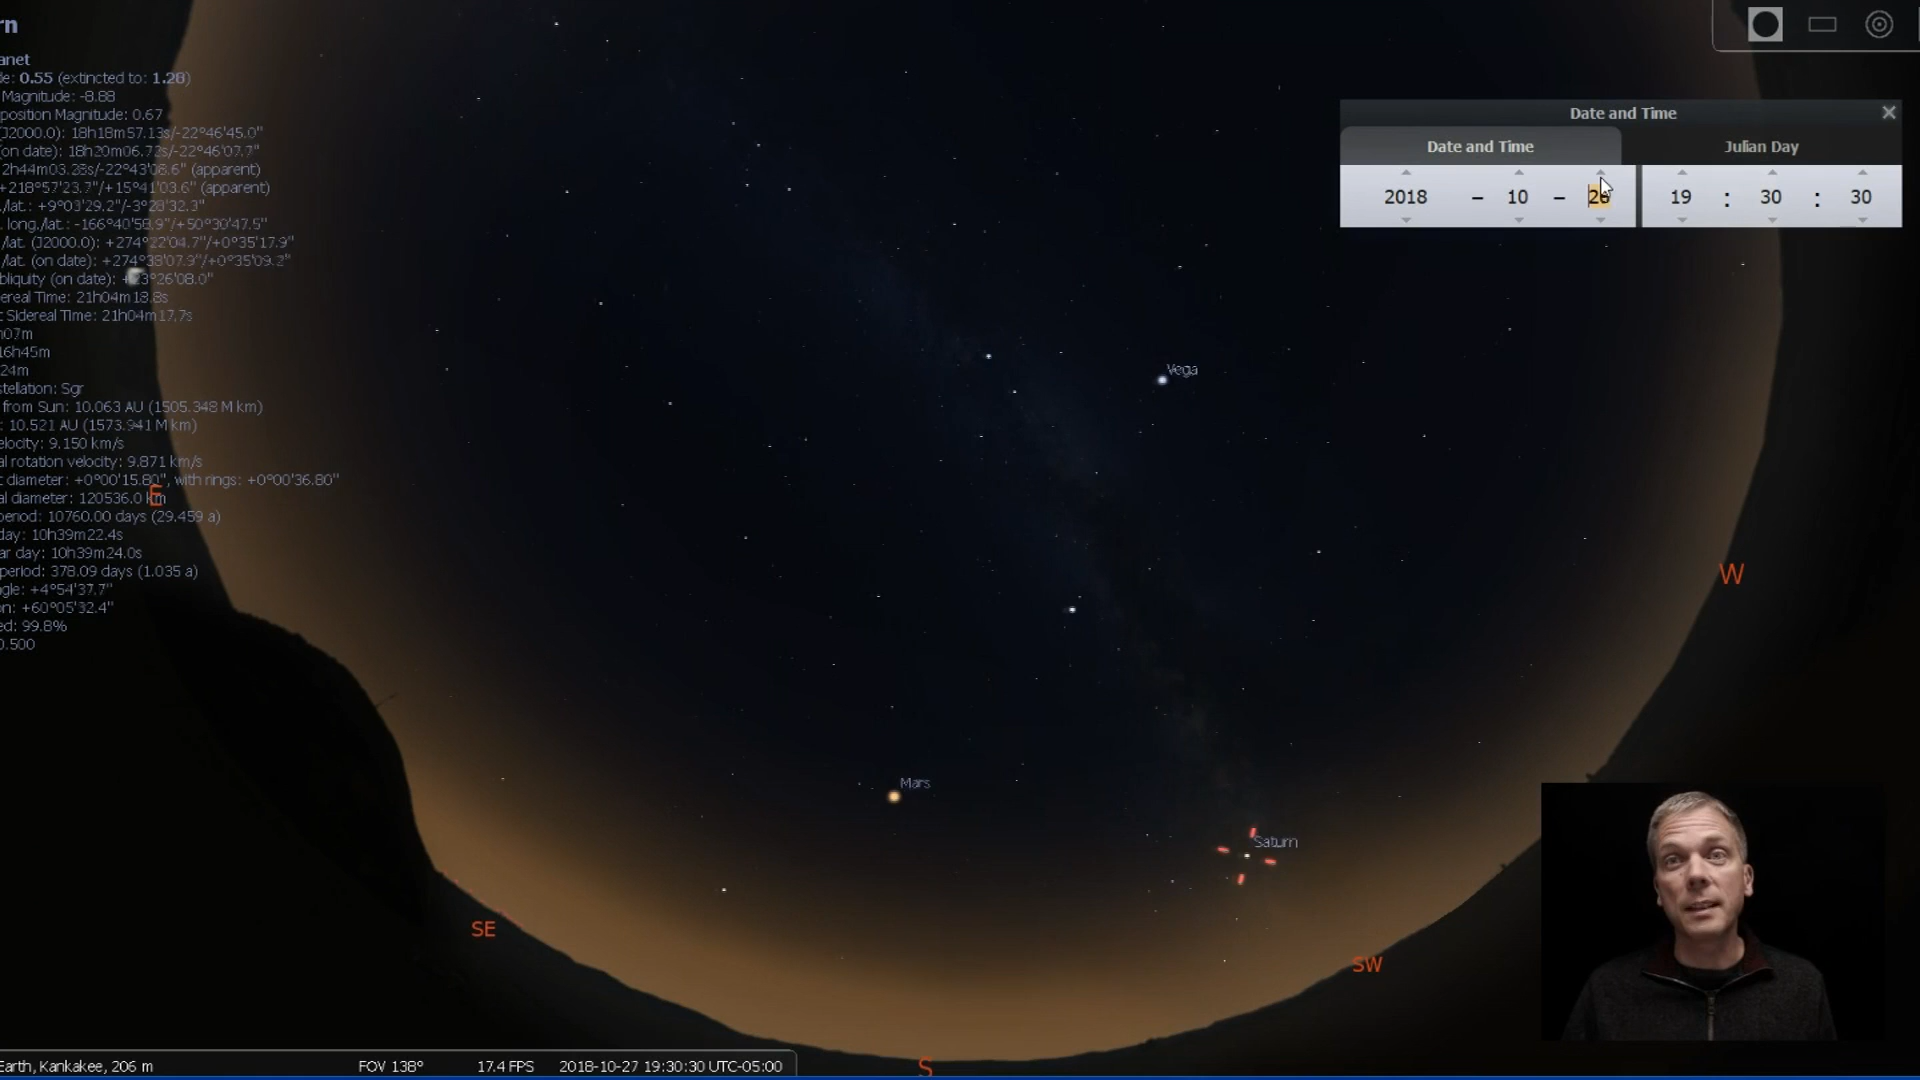 rn
anet
de: 0.55 (extincted to: 1.28)
Magnitude: -8.88
position Magnitude: 0.67
(J2000.0): 18h18m57.13s/-22°46'45.0"
(on date): 18h20m06.73s/-22°46'07.7"
2h44m03.28s/-22°43'08.6" (apparent)
+218°57'23.7"/+15°41'03.6" (apparent)
./lat.: +9°03'29.2"/-3°28'32.3"
. long./lat.: -166°40'58.9"/+50°30'47.5"
/lat. (J2000.0): +274°22'04.7"/+0°35'17.9"
/lat. (on date): +274°38'07.9"/+0°35'09.2"
bliquity (on date): +23°26'08.0"
ereal Time: 21h04m18.8s
t Sidereal Time: 21h04m17.7s
h07m
16h45m
24m
stellation: Sgr
from Sun: 10.063 AU (1505.348 M km)
: 10.521 AU (1573.941 M km)
elocity: 9.150 km/s
al rotation velocity: 9.871 km/s
t diameter: +0°00'15.80", with rings: +0°00'36.80"
al diameter: 120536.0 km
period: 10760.00 days (29.459 a)
day: 10h39m22.4s
ar day: 10h39m24.0s
period: 378.09 days (1.035 a)
ngle: +4°54'37.7"
on: +60°05'32.4"
ed: 99.8%
0.500
Date and Time
Date and Time Julian Day
2018 - 10 - 26 19 : 30 : 30
Vega
E
W
Mars
Saturn
SE
SW
S
Earth, Kankakee, 206 m FOV 138° 17.4 FPS 2018-10-27 19:30:30 UTC-05:00